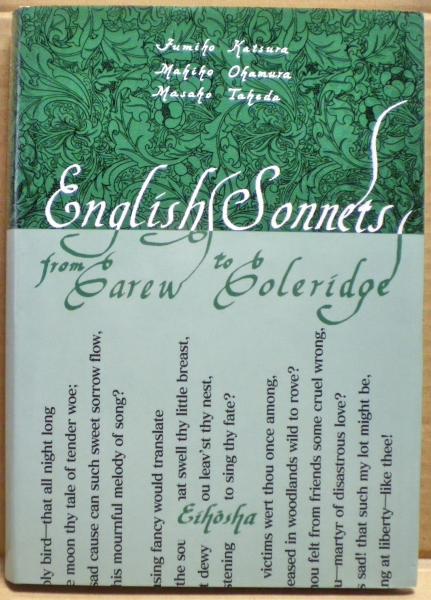 Fumiko Katsura
Makiko Okamura
Masako Takeda
English Sonnets
from Carew to Coleridge
oly bird—that all night long
e moon thy tale of tender woe;
sad cause can such sweet sorrow flow,
his mournful melody of song?
using fancy would translate
the sou hat swell thy little breast,
t dewy ou leav'st thy nest,
stening to sing thy fate?
victims wert thou once among,
eased in woodlands wild to rove?
ou felt from friends some cruel wrong,
u—martyr of disastrous love?
s sad! that such my lot might be,
ng at liberty—like thee!
Eihōsha